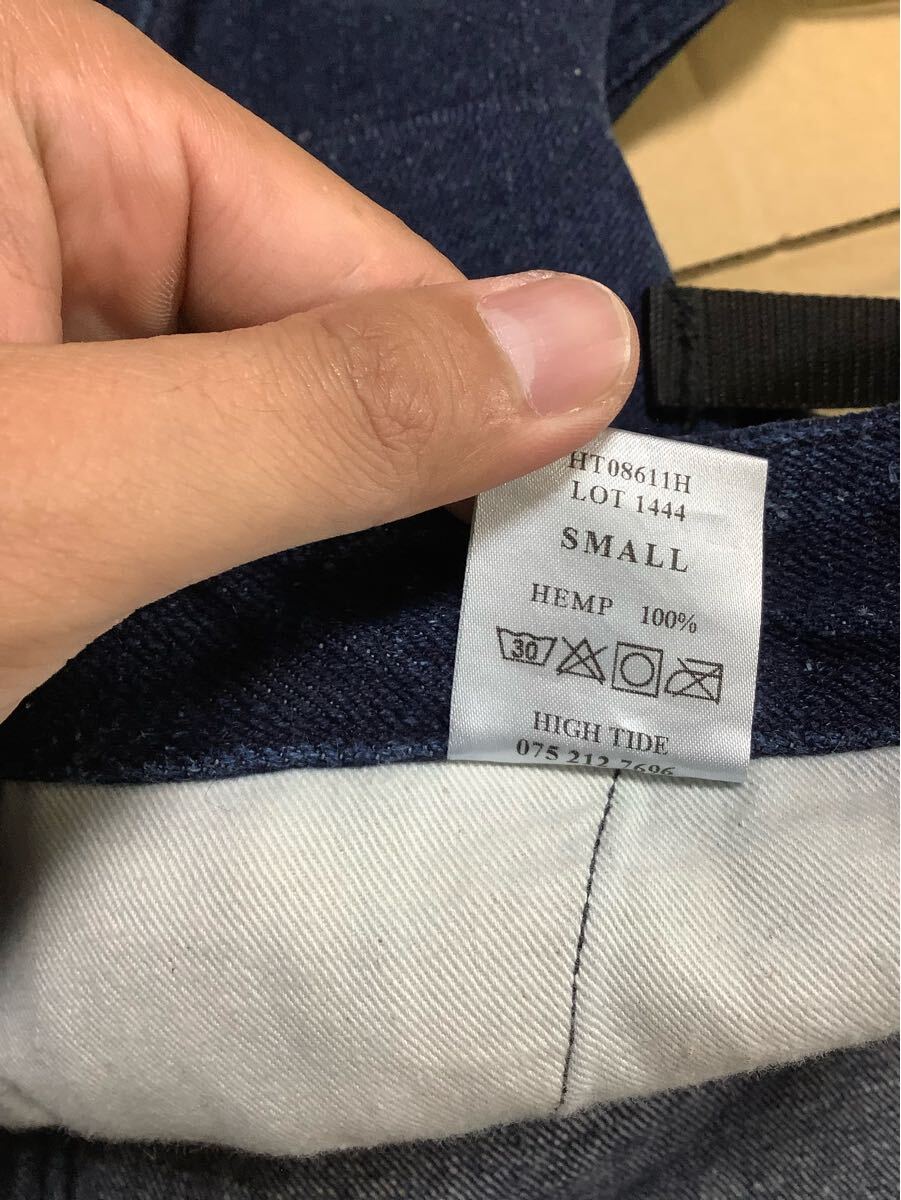 HT08611H
LOT 1444
SMALL
HEMP 100%
30
HIGH TIDE
075 212 7696